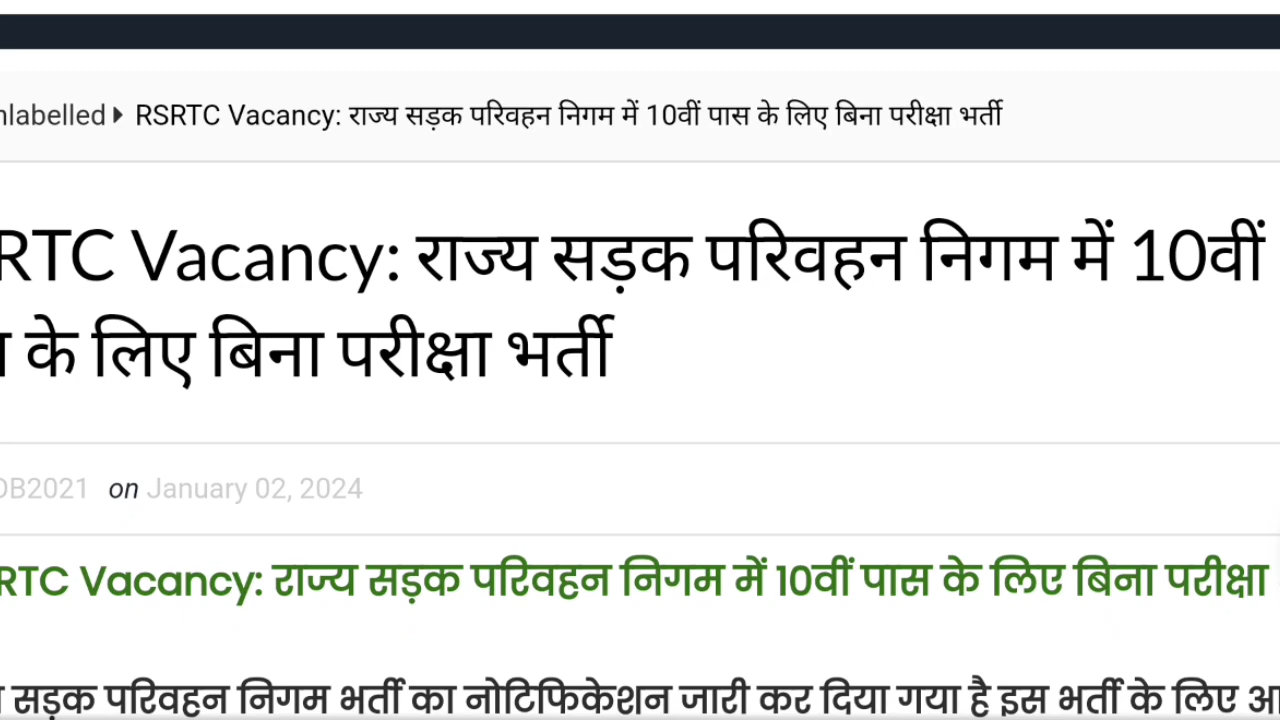 nlabelled RSRTC Vacancy: राज्य सड़क परिवहन निगम में 10वीं पास के लिए बिना परीक्षा भर्ती
RTC Vacancy: राज्य सड़क परिवहन निगम में 10वीं
के लिए बिना परीक्षा भर्ती
OB2021 on January 02, 2024
RTC Vacancy: राज्य सड़क परिवहन निगम में 10वीं पास के लिए बिना परीक्षा
सड़क परिवहन निगम भर्ती का नोटिफिकेशन जारी कर दिया गया है इस भर्ती के लिए